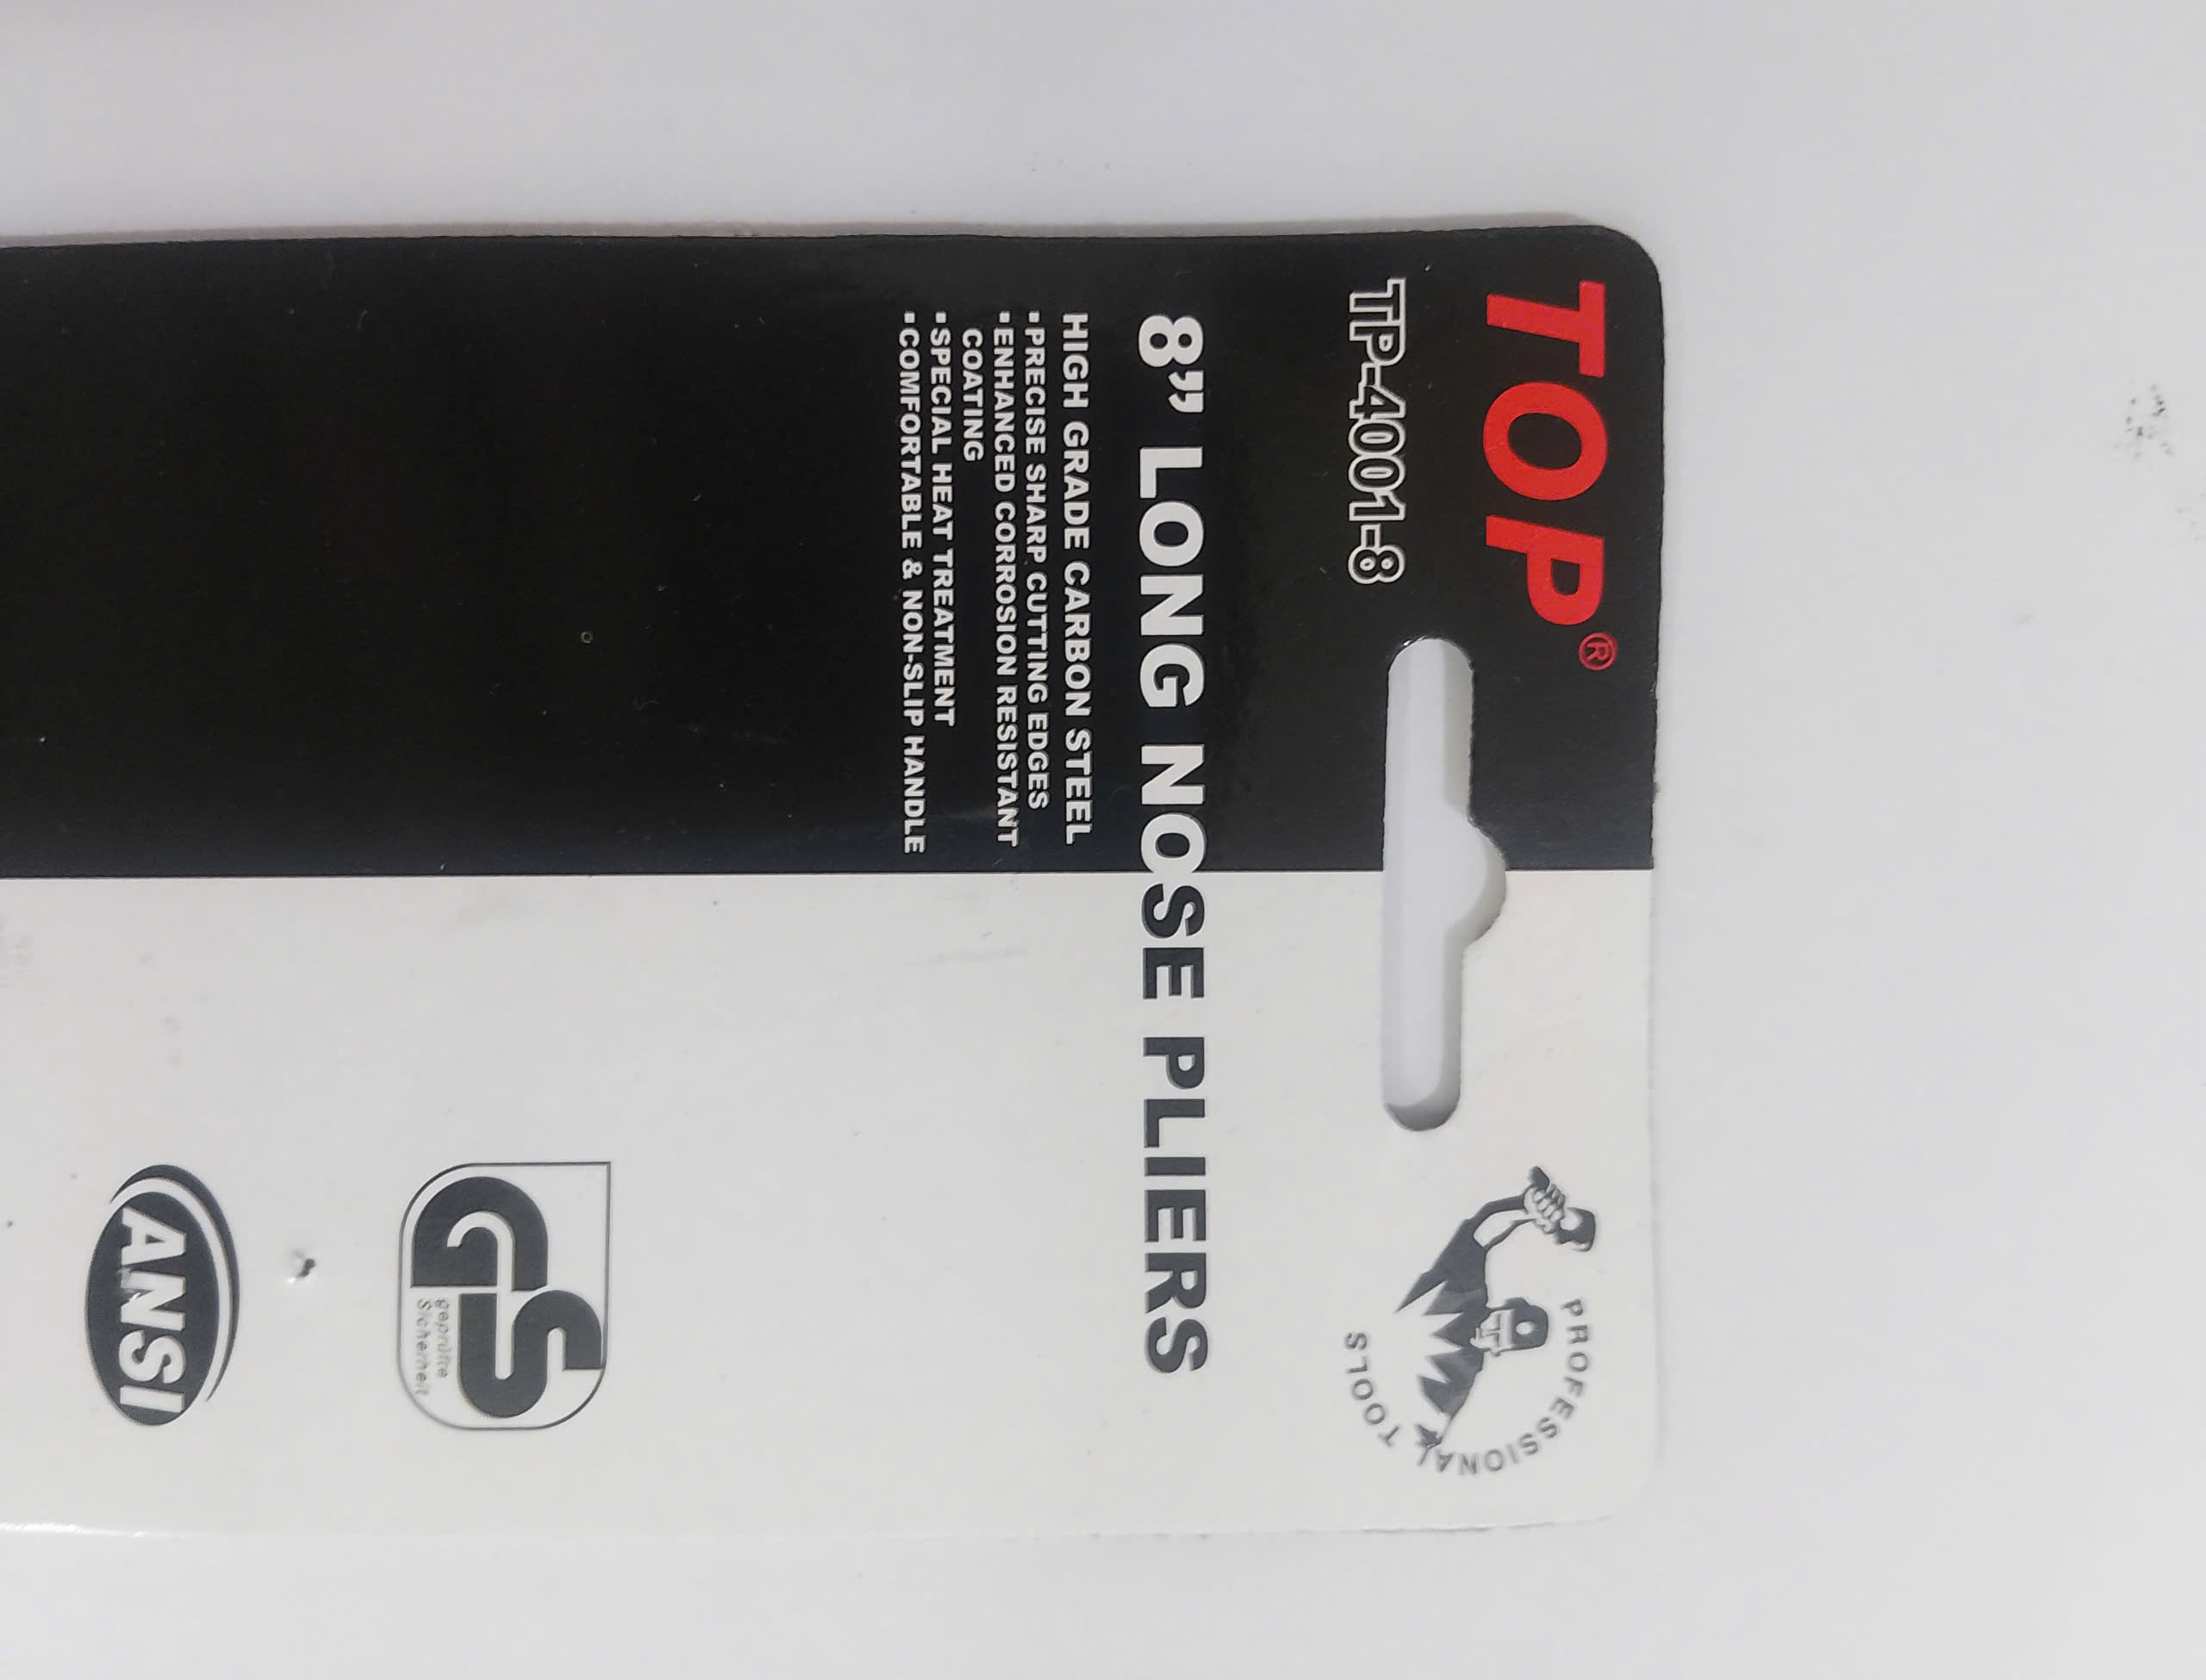 TOP®
TP-4001-8
PROFESSIONAL TOOLS
8” LONG NOSE PLIERS
HIGH GRADE CARBON STEEL
▪PRECISE SHARP CUTTING EDGES
▪ENHANCED CORROSION RESISTANT
COATING
▪SPECIAL HEAT TREATMENT
▪COMFORTABLE & NON-SLIP HANDLE
GS
geprüfte
Sicherheit
ANSI